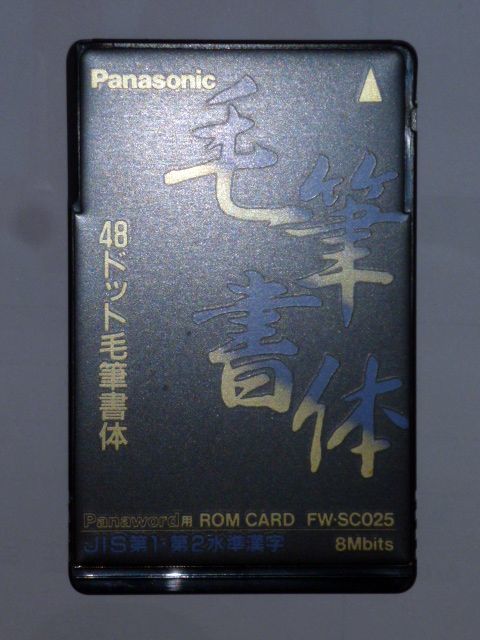 Panasonic
毛筆書体
48ドット毛筆書体
Panaword用 ROM CARD FW-SC025
JIS第1·第2水準漢字 8Mbits